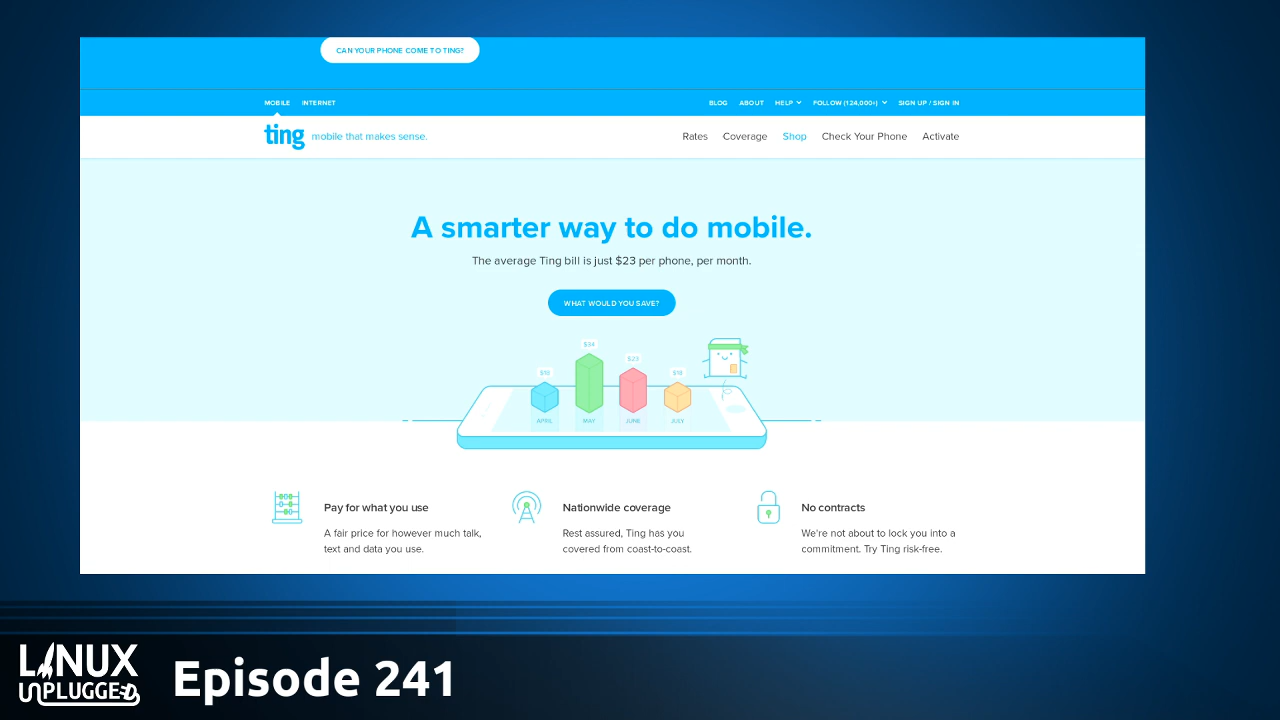 CAN YOUR PHONE COME TO TING?
MOBILE INTERNET BLOG ABOUT HELP FOLLOW (124,000+) SIGN UP / SIGN IN
ting mobile that makes sense. Rates Coverage Shop Check Your Phone Activate
A smarter way to do mobile.
The average Ting bill is just $23 per phone, per month.
WHAT WOULD YOU SAVE?
$34
$23
$18
APRIL MAY JUNE JULY
Pay for what you use
A fair price for however much talk,
text and data you use.
Nationwide coverage
Rest assured, Ting has you
covered from coast-to-coast.
No contracts
We're not about to lock you into a
commitment. Try Ting risk-free.
LINUX
UNPLUGGED
Episode 241